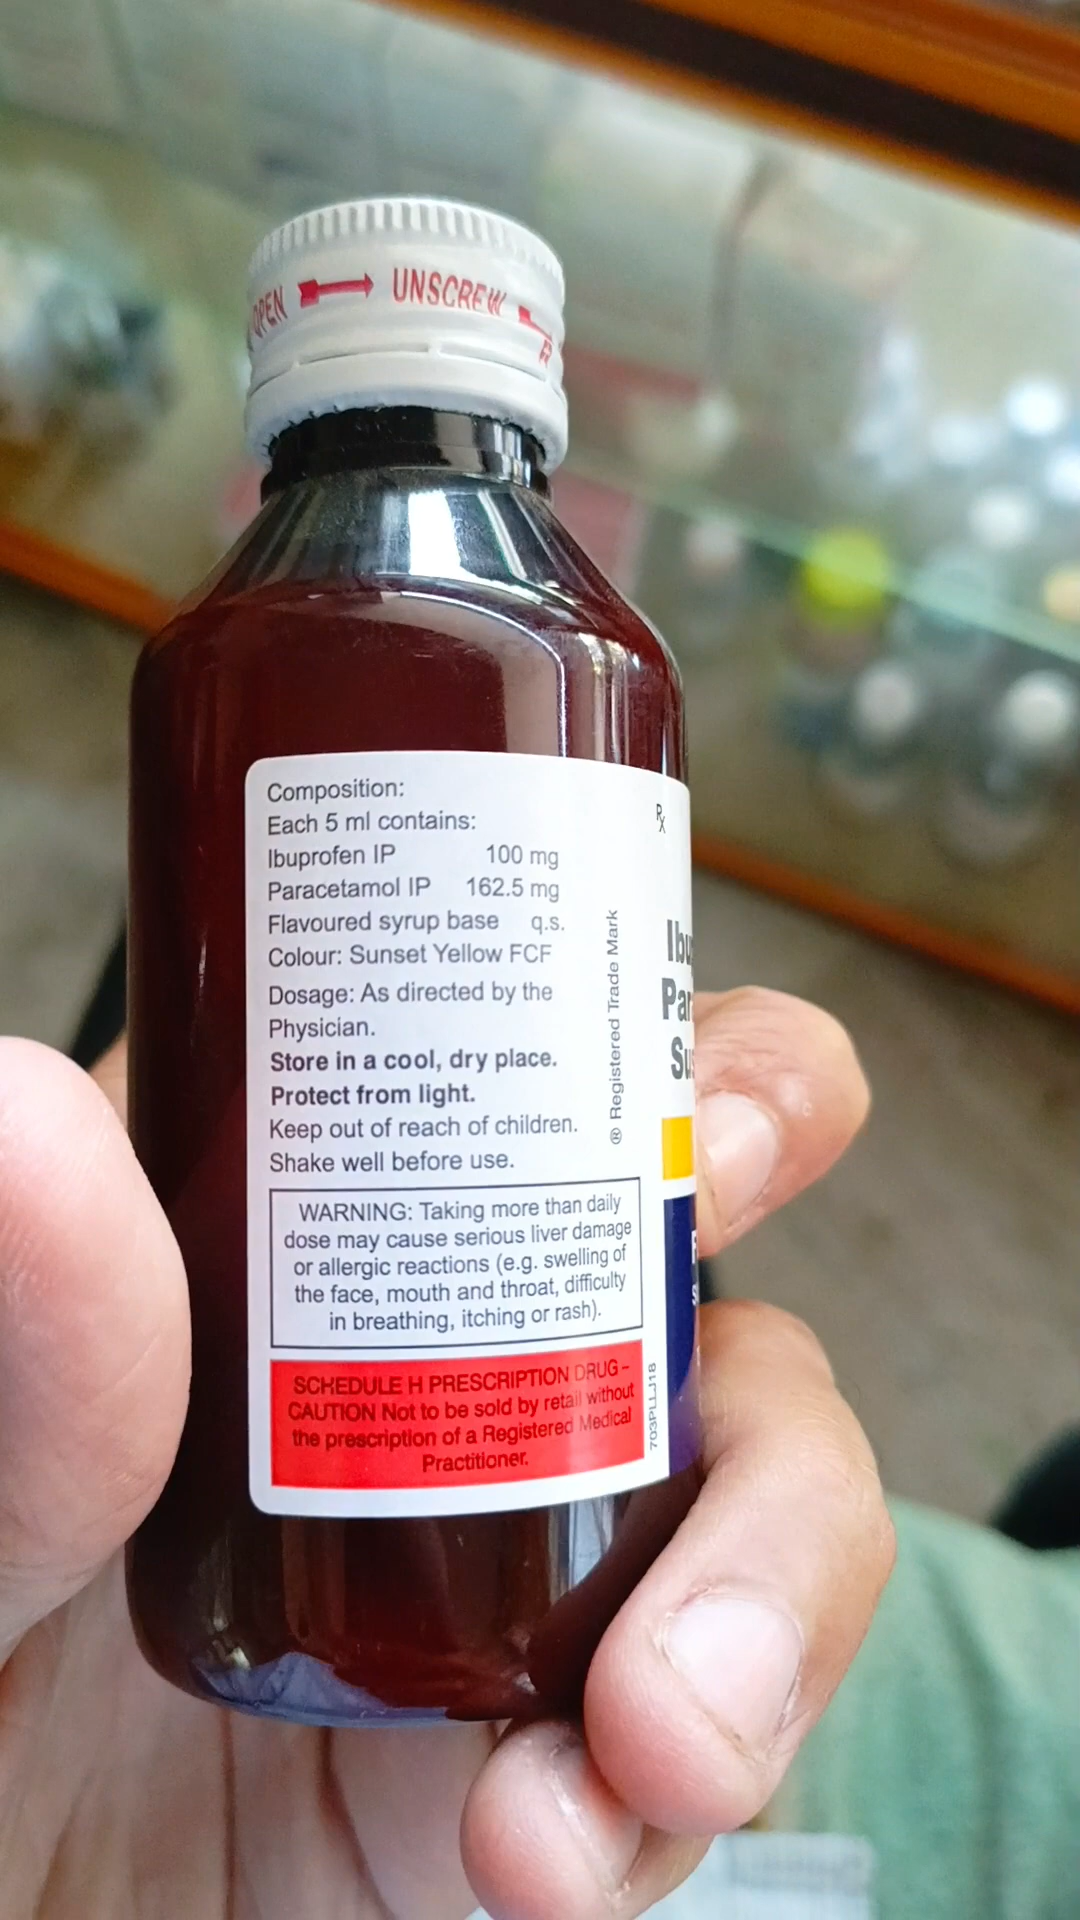 OPEN UNSCREW
Composition:
Each 5 ml contains:
Ibuprofen IP 100 mg
Paracetamol IP 162.5 mg
Flavoured syrup base q.s.
Colour: Sunset Yellow FCF
Dosage: As directed by the
Physician.
Store in a cool, dry place.
Protect from light.
Keep out of reach of children.
Shake well before use.
WARNING: Taking more than daily
dose may cause serious liver damage
or allergic reactions (e.g. swelling of
the face, mouth and throat, difficulty
in breathing, itching or rash).
SCHEDULE H PRESCRIPTION DRUG –
CAUTION Not to be sold by retail without
the prescription of a Registered Medical
Practitioner.
® Registered Trade Mark
703PLLJ18
Rx
Ibu
Par
Sus